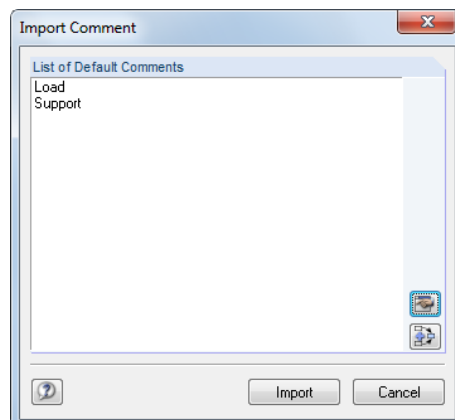 Import Comment
List of Default Comments
Load
Support
Import
Cancel